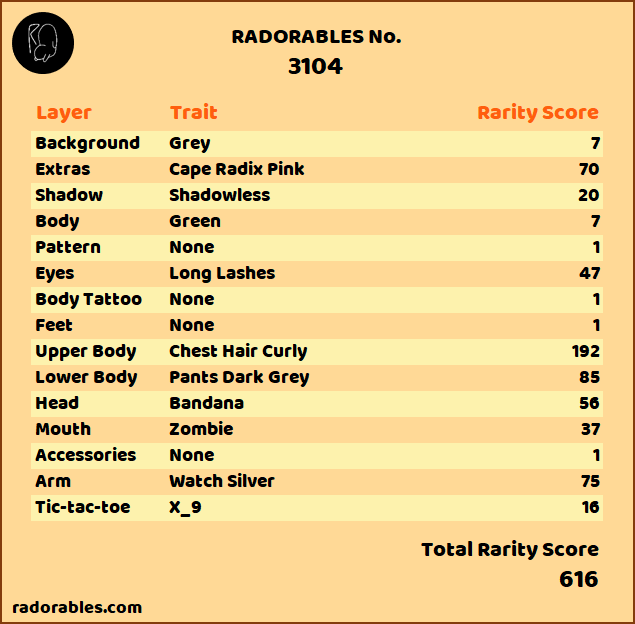 RADORABLES No.
3104
Layer Trait Rarity Score
Background Grey 7
Extras Cape Radix Pink 70
Shadow Shadowless 20
Body Green 7
Pattern None 1
Eyes Long Lashes 47
Body Tattoo None 1
Feet None 1
Upper Body Chest Hair Curly 192
Lower Body Pants Dark Grey 85
Head Bandana 56
Mouth Zombie 37
Accessories None 1
Arm Watch Silver 75
Tic-tac-toe X_9 16
Total Rarity Score
616
radorables.com